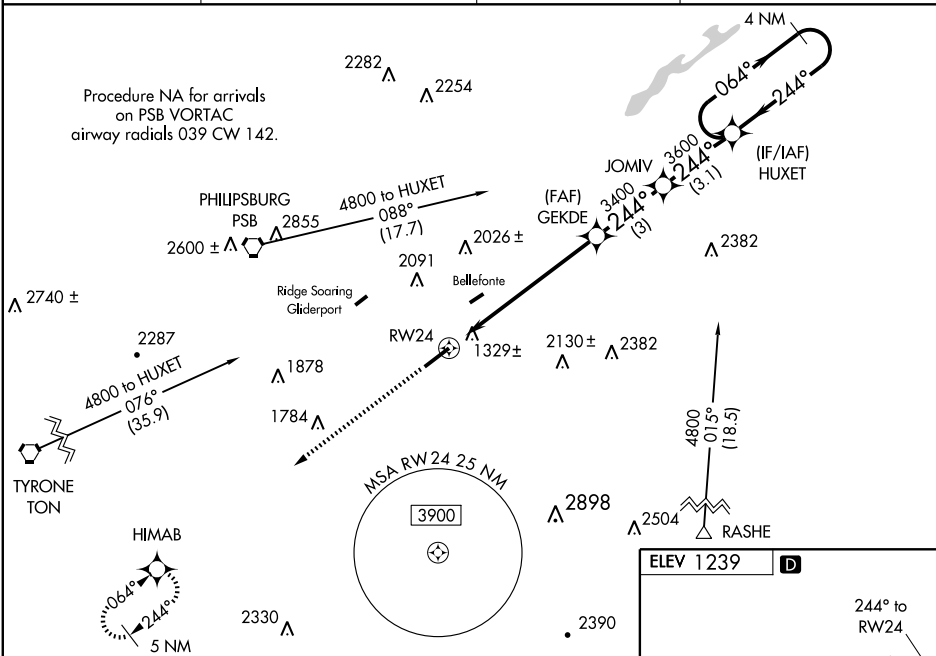 4 NM
2282
2254
064°
244°
Procedure NA for arrivals
on PSB VORTAC
airway radials 039 CW 142.
(IF/IAF)
HUXET
JOMIV
3600
244°
(3.1)
(FAF)
GEKDE
3400
244°
(3)
PHILIPSBURG
PSB
2855
2600 ±
4800 to HUXET
088°
(17.7)
2026 ±
2382
2091
Bellefonte
Ridge Soaring
Gliderport
2740 ±
RW24
1329 ±
2130 ±
2382
2287
1878
4800 to HUXET
076°
(35.9)
1784
4800
015°
(18.5)
TYRONE
TON
MSA RW24 25 NM
3900
2898
2504
RASHE
HIMAB
064°
244°
5 NM
2330
2390
ELEV 1239
D
244° to
RW24